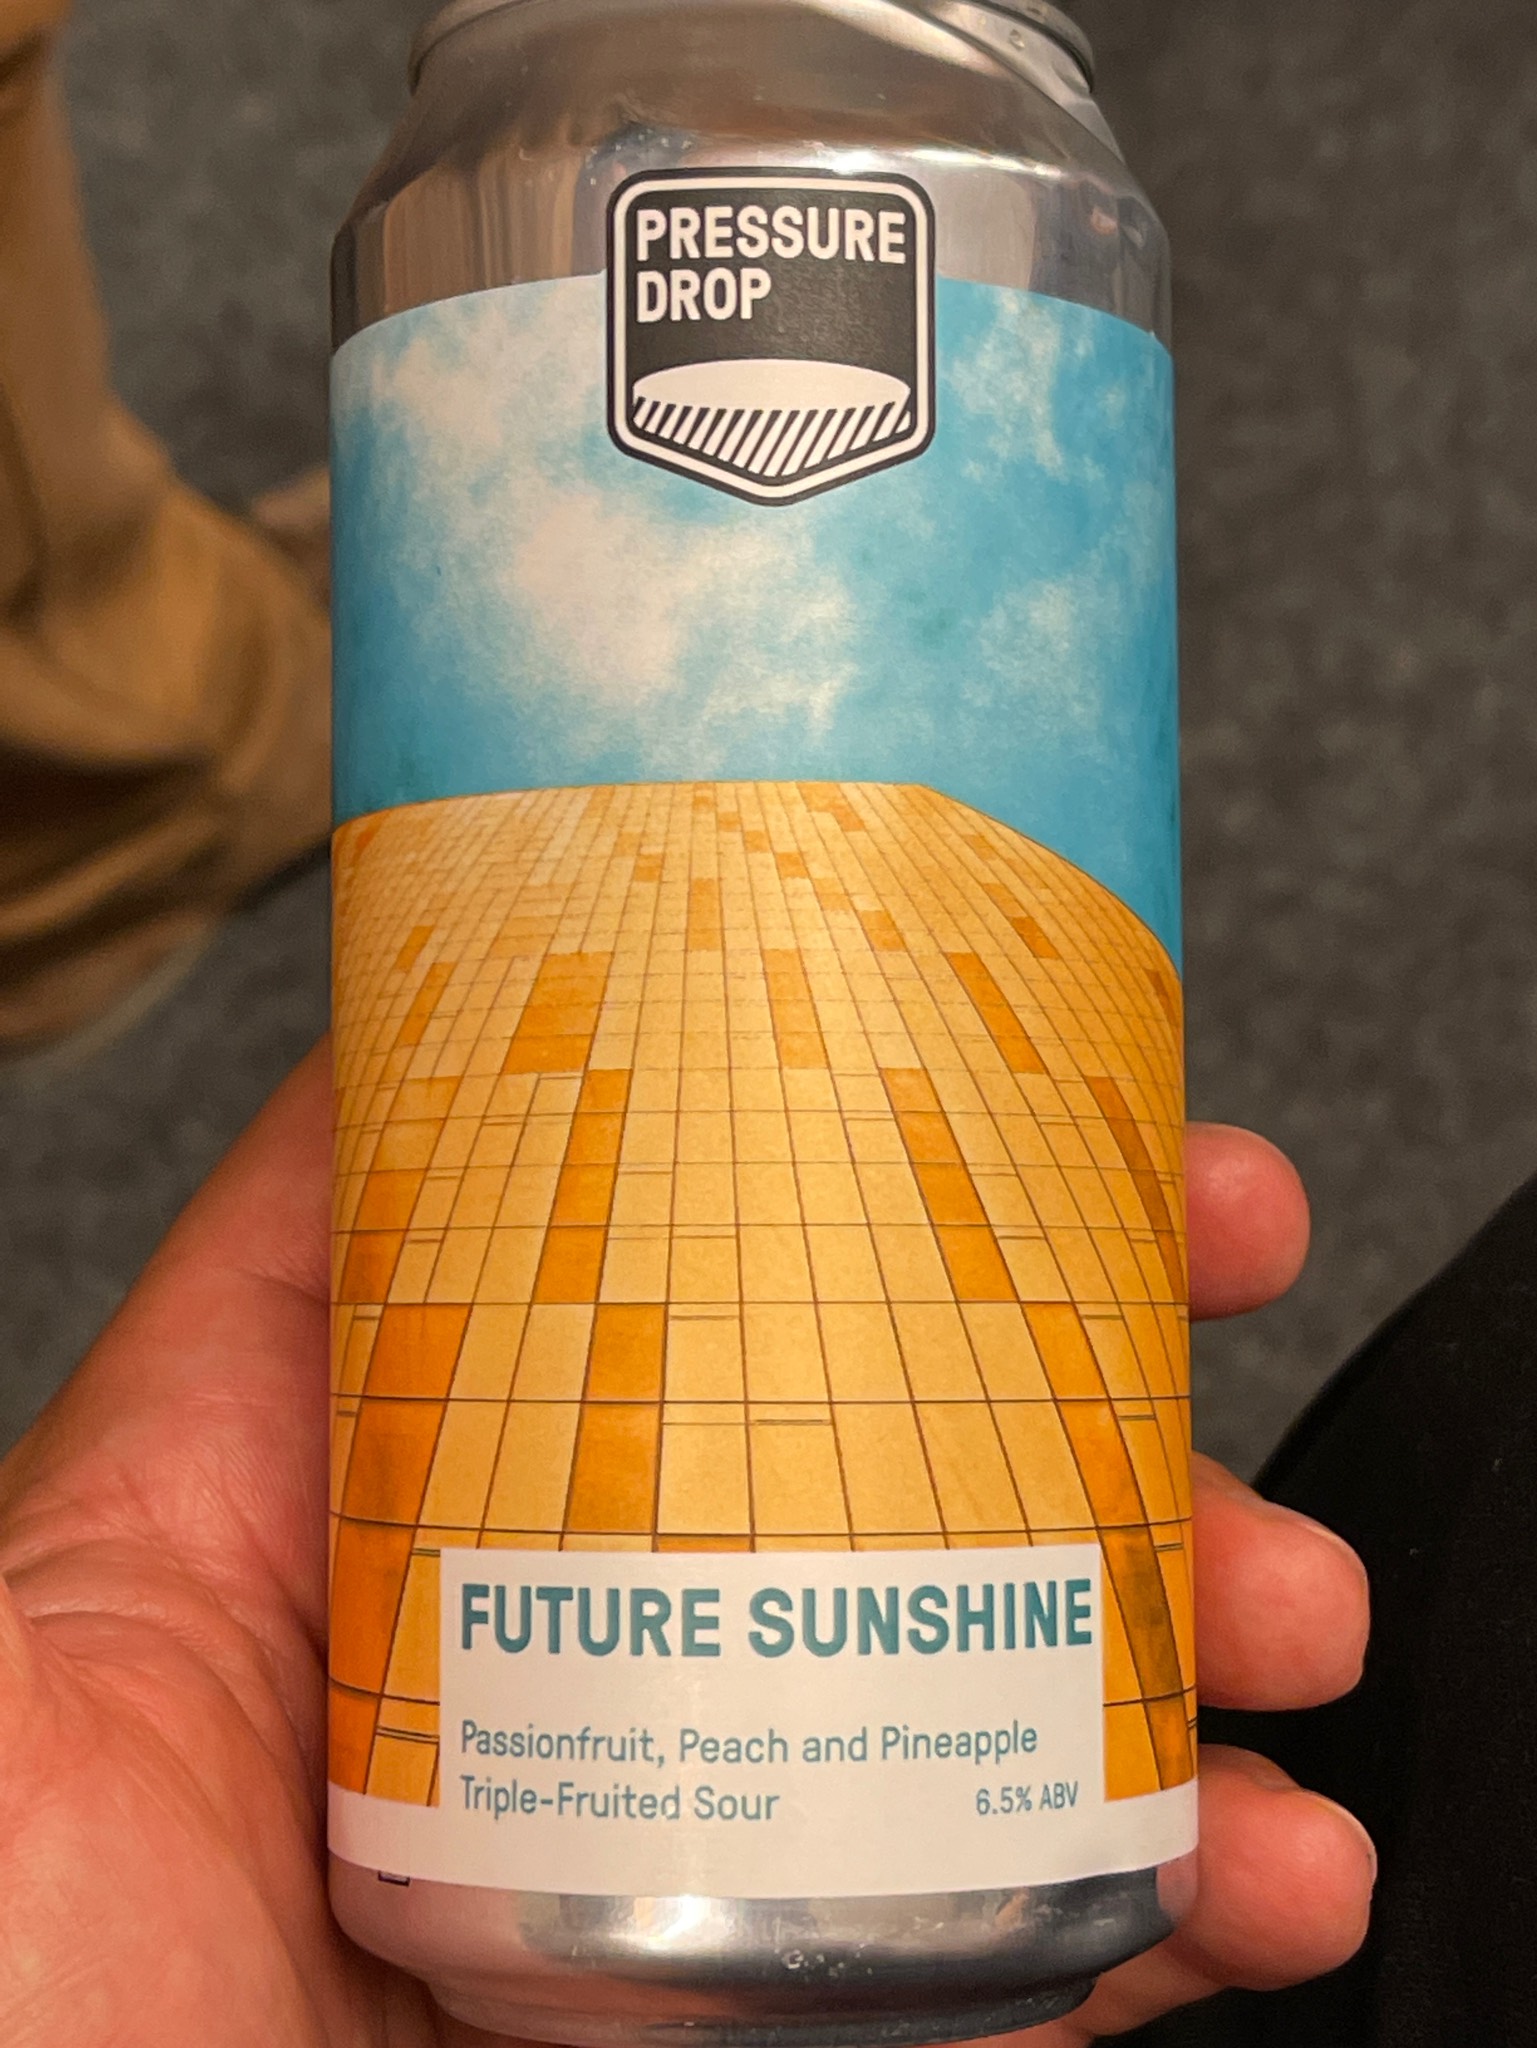 PRESSURE
DROP
FUTURE SUNSHINE
Passionfruit, Peach and Pineapple
Triple-Fruited Sour
6.5% ABV